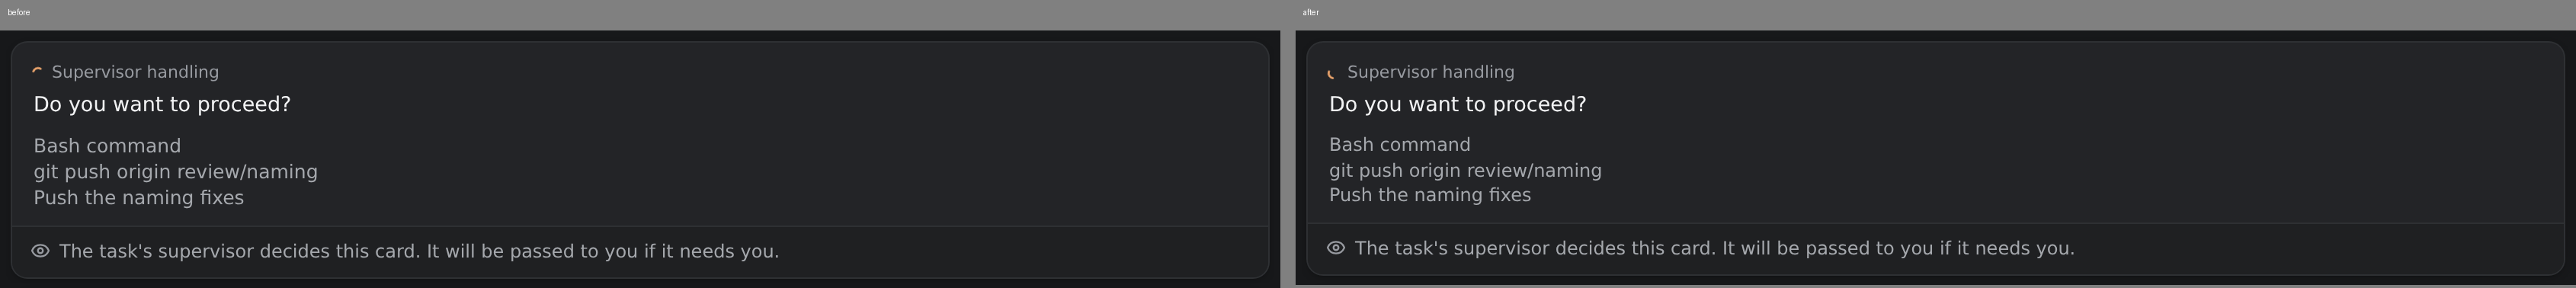 before
Supervisor handling
Do you want to proceed?
Bash command
git push origin review/naming
Push the naming fixes
The task's supervisor decides this card. It will be passed to you if it needs you.
after
Supervisor handling
Do you want to proceed?
Bash command
git push origin review/naming
Push the naming fixes
The task's supervisor decides this card. It will be passed to you if it needs you.